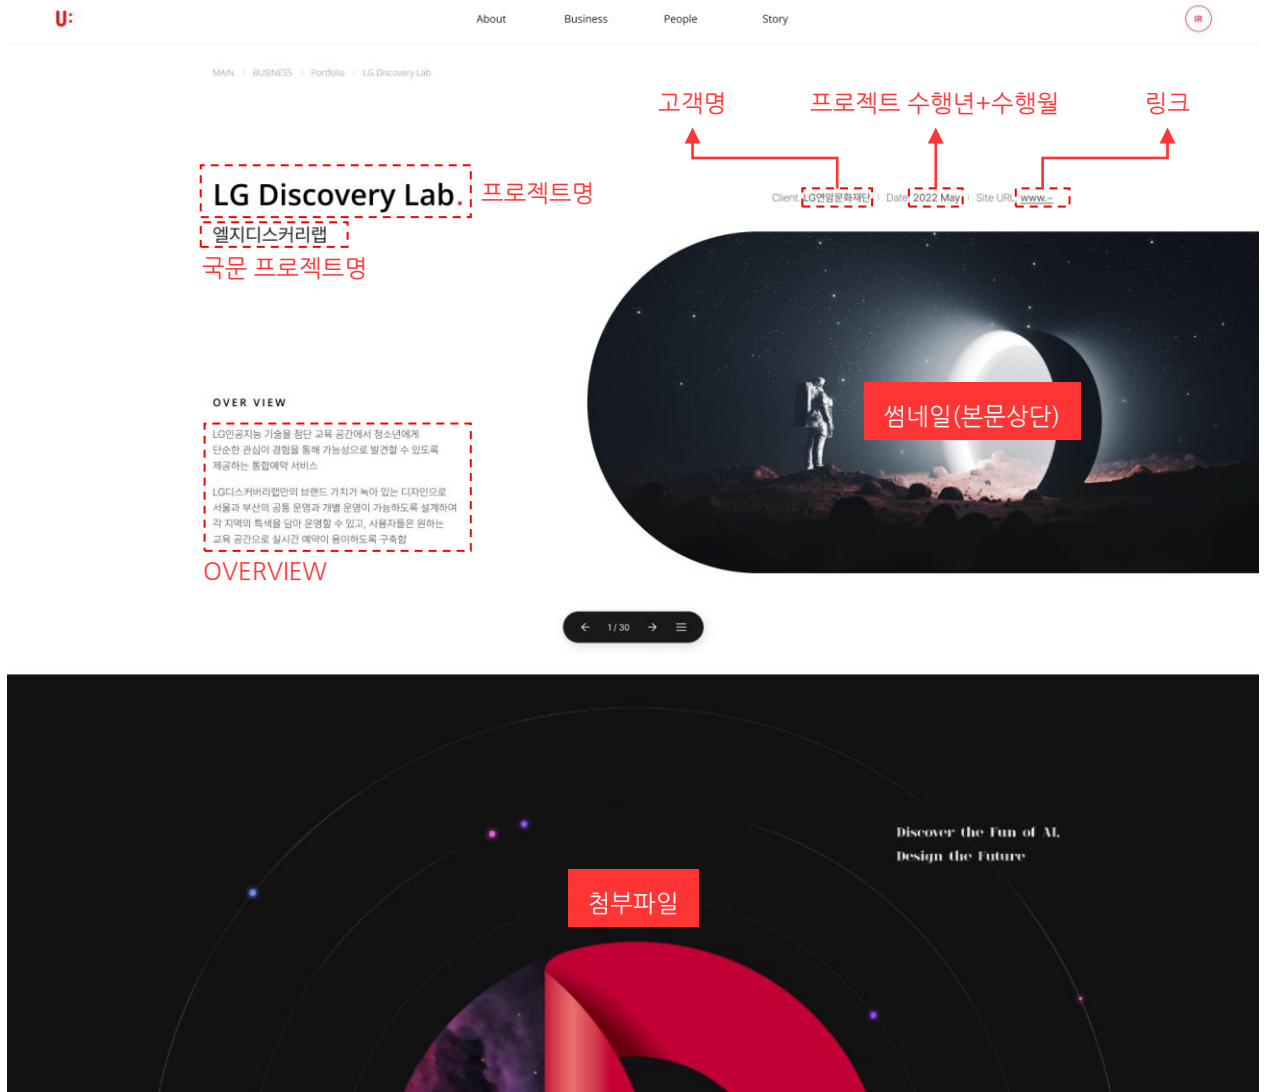 U:
About Business People Story
IR
MAIN > BUSINESS > Portfolio > LG Discovery Lab
고객명 프로젝트 수행년+수행월 링크
LG Discovery Lab. 프로젝트명
Client. LG연암문화재단 | Date. 2022 May | Site URL. www.~
엘지디스커리랩
국문 프로젝트명
썸네일(본문상단)
OVER VIEW
LG인공지능 기술을 첨단 교육 공간에서 청소년에게
단순한 관심이 경험을 통해 가능성으로 발견할 수 있도록
제공하는 통합예약 서비스
LG디스커버리랩만의 브랜드 가치가 녹아 있는 디자인으로
서울과 부산의 공통 운영과 개별 운영이 가능하도록 설계하여
각 지역의 특색을 담아 운영할 수 있고, 사용자들은 원하는
교육 공간으로 실시간 예약이 용이하도록 구축함
OVERVIEW
← 1 / 30 →
Discover the Fun of AI,
Design the Future
첨부파일